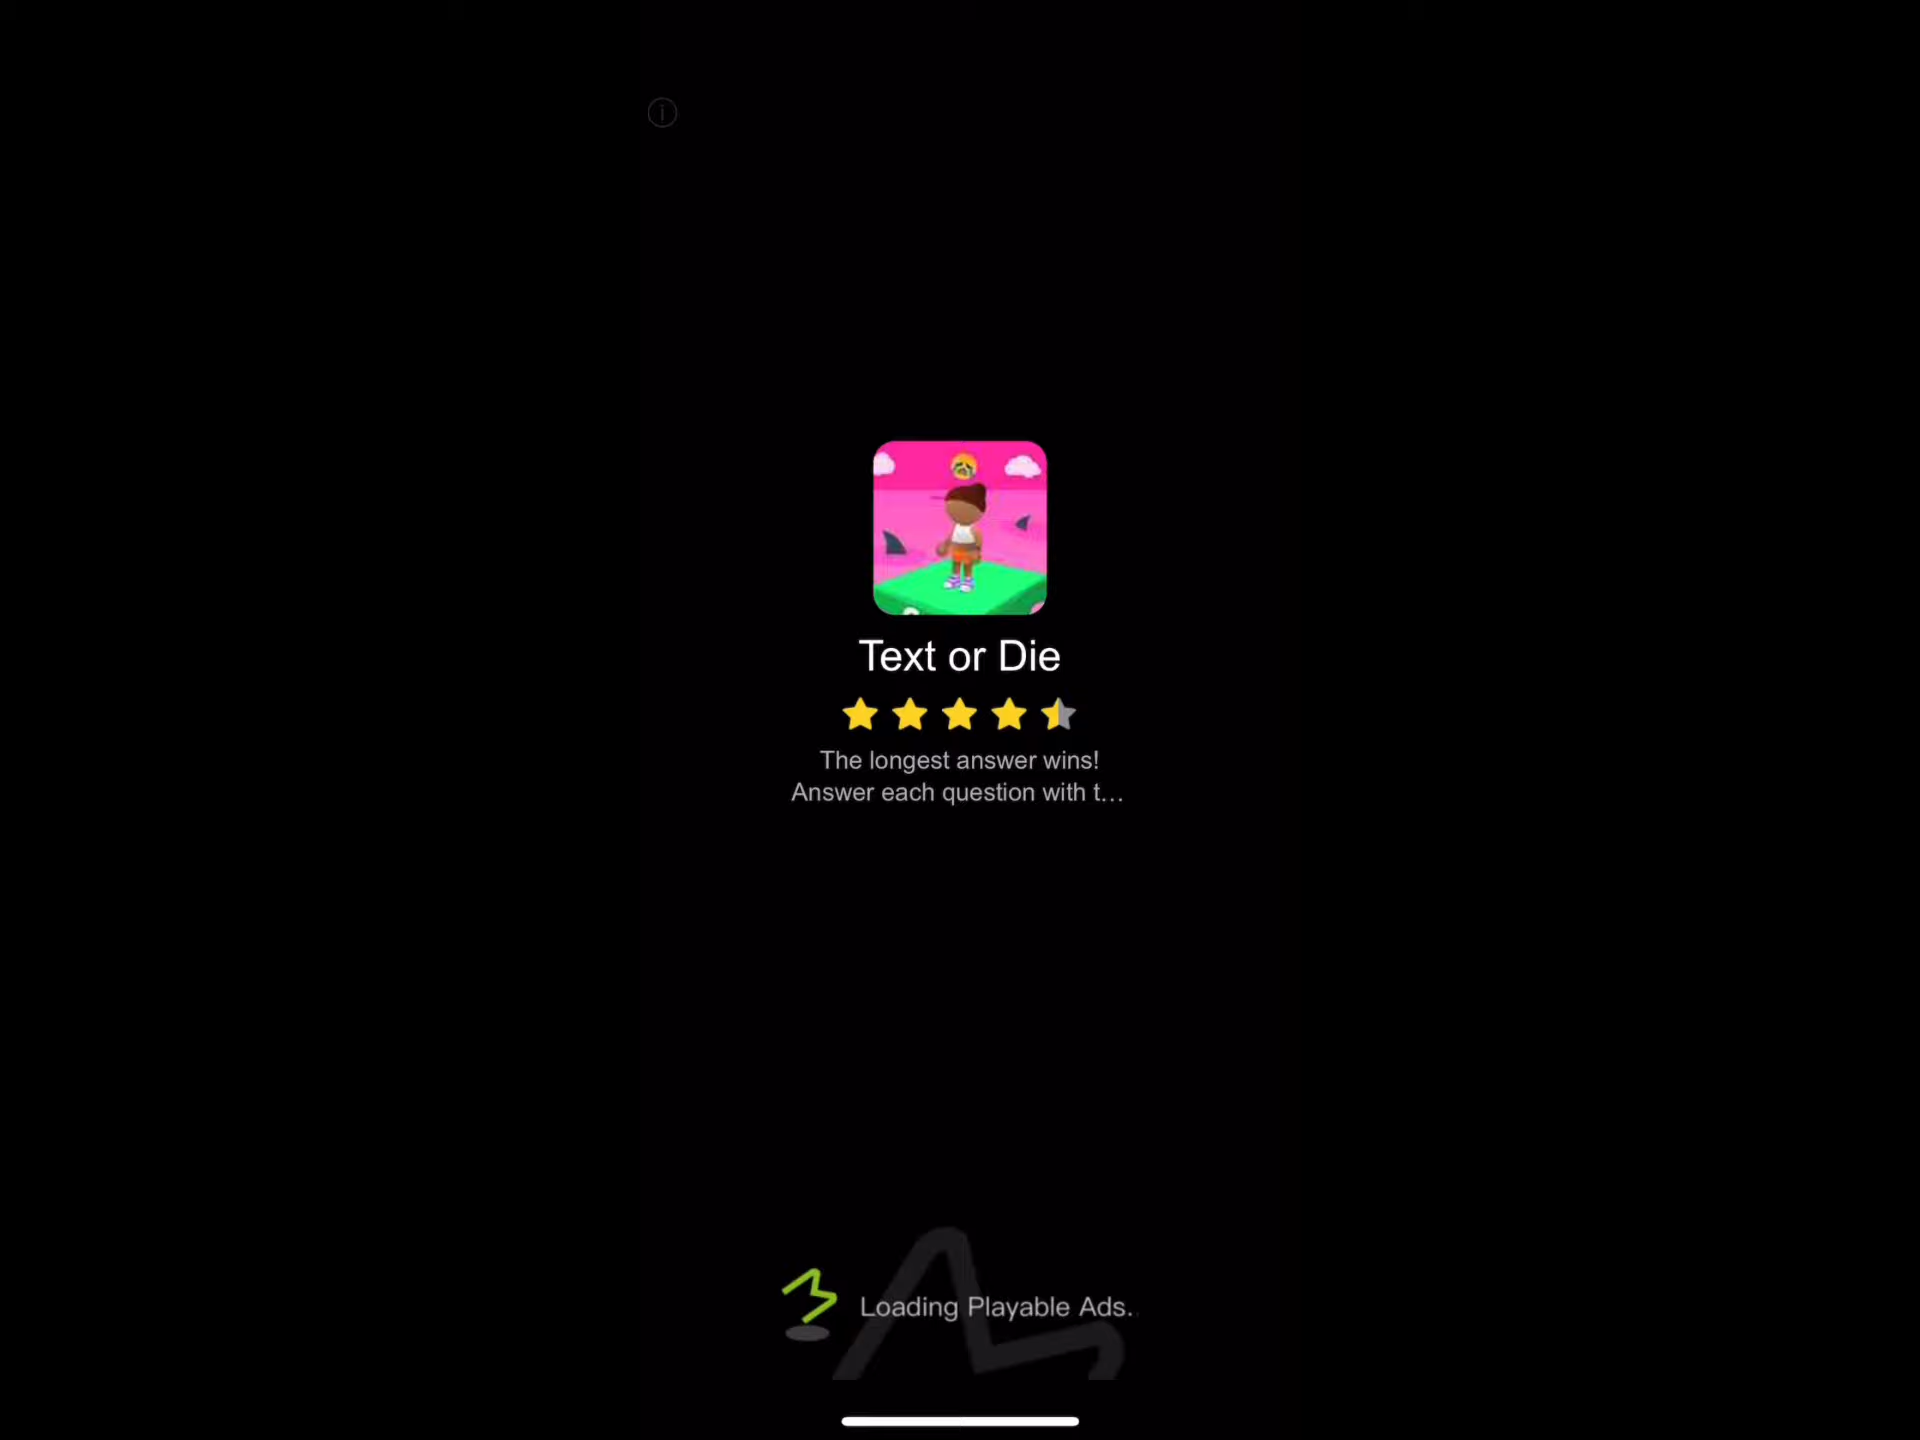 Text or Die
The longest answer wins!
Answer each question with t...
Loading Playable Ads.